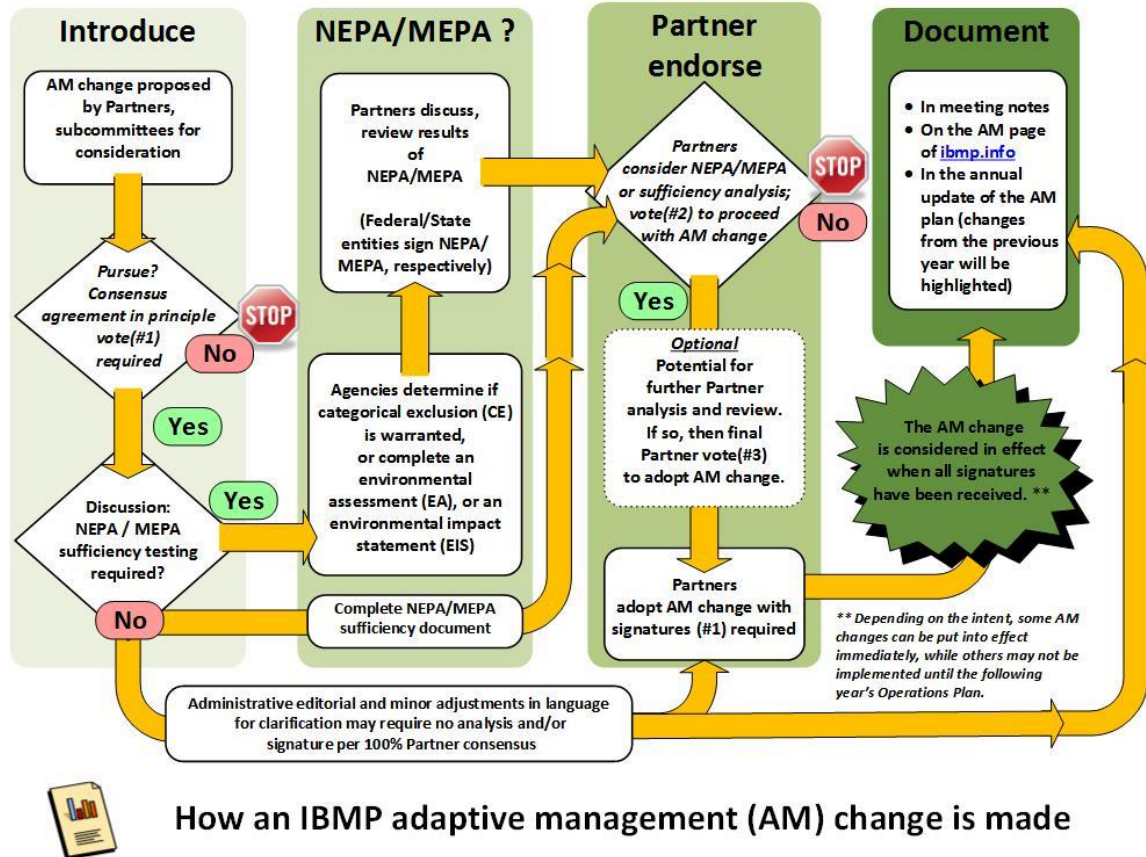 Introduce
AM change proposed
by Partners,
subcommittees for
consideration
Pursue?
Consensus
agreement in principle
vote(#1)
required
STOP
No
Yes
Discussion:
NEPA / MEPA
sufficiency testing
required?
Yes
No
NEPA/MEPA ?
Partners discuss,
review results
of
NEPA/MEPA
(Federal/State
entities sign NEPA/
MEPA, respectively)
Agencies determine if
categorical exclusion (CE)
is warranted,
or complete an
environmental
assessment (EA), or an
environmental impact
statement (EIS)
Complete NEPA/MEPA
sufficiency document
Partner
endorse
Partners
consider NEPA/MEPA
or sufficiency analysis;
vote(#2) to proceed
with AM change
STOP
No
Yes
Optional
Potential for
further Partner
analysis and review.
If so, then final
Partner vote(#3)
to adopt AM change.
Partners
adopt AM change with
signatures (#1) required
Document
• In meeting notes
• On the AM page
of ibmp.info
• In the annual
update of the AM
plan (changes
from the previous
year will be
highlighted)
The AM change
is considered in effect
when all signatures
have been received. **
** Depending on the intent, some AM
changes can be put into effect
immediately, while others may not be
implemented until the following
year's Operations Plan.
Administrative editorial and minor adjustments in language
for clarification may require no analysis and/or
signature per 100% Partner consensus
How an IBMP adaptive management (AM) change is made